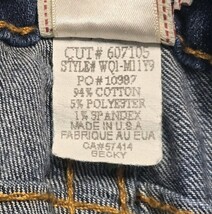 CUT# 607105
STYLE# WQ1-M11Y9
PO# 10987
94% COTTON
5% POLYESTER
1% SPANDEX
MADE IN U.S.A
FABRIQUE AU EUA
CA#57414
BECKY